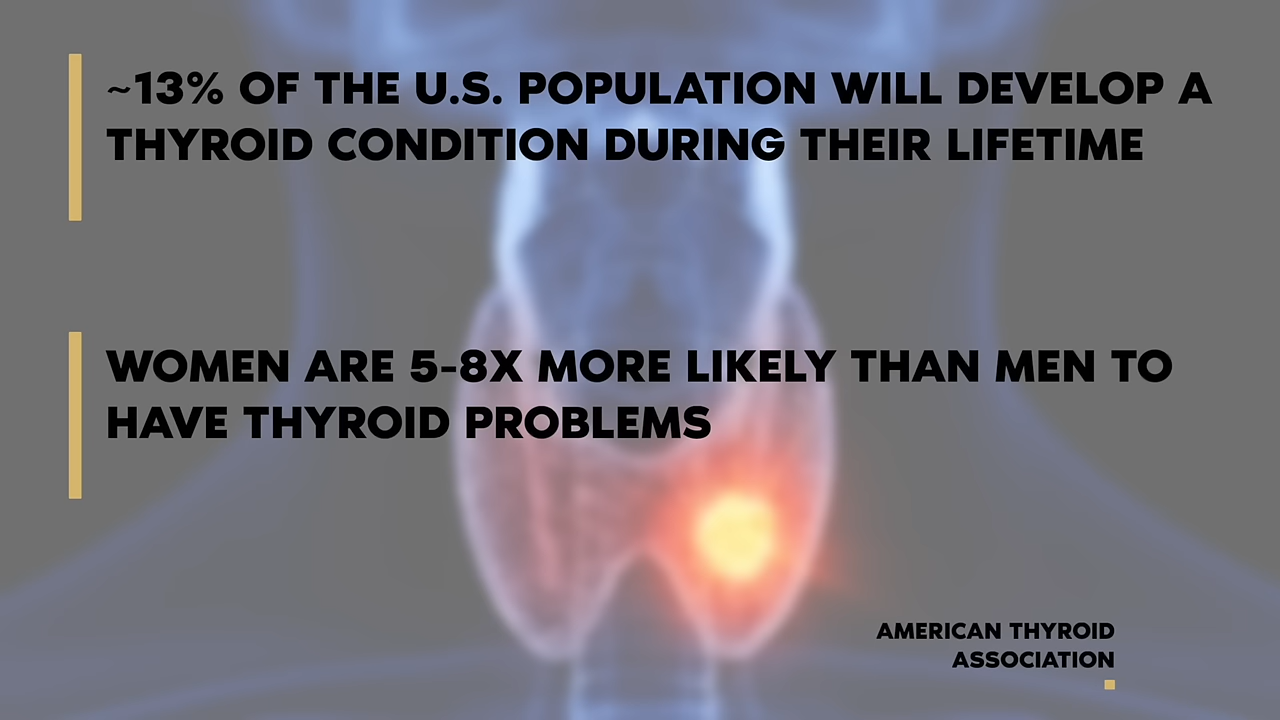 ~13% OF THE U.S. POPULATION WILL DEVELOP A
THYROID CONDITION DURING THEIR LIFETIME
WOMEN ARE 5-8X MORE LIKELY THAN MEN TO
HAVE THYROID PROBLEMS
AMERICAN THYROID
ASSOCIATION